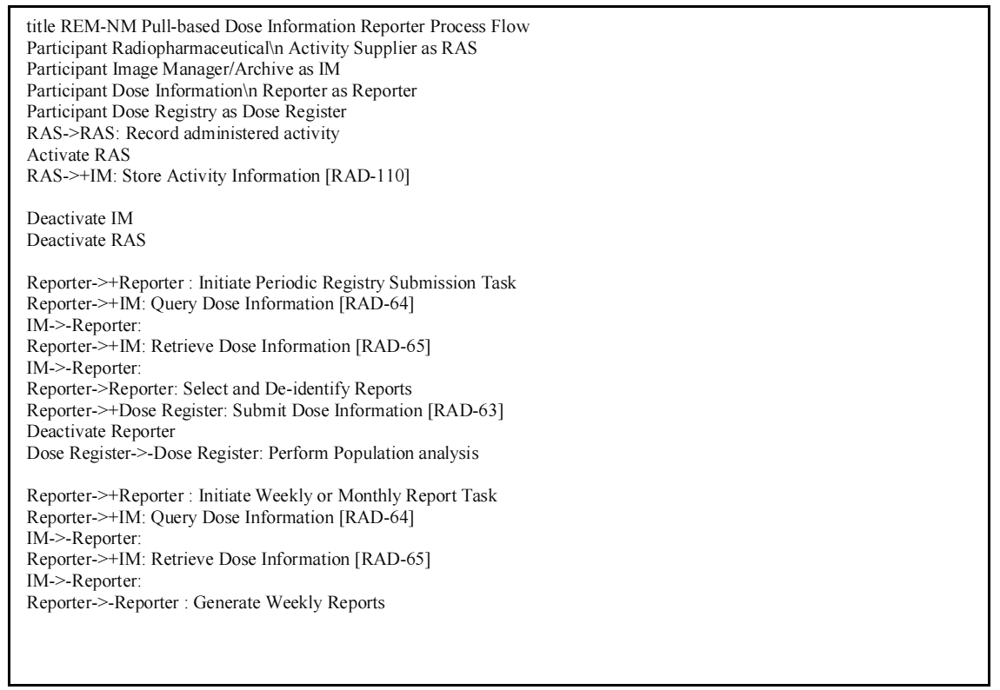 title REM-NM Pull-based Dose Information Reporter Process Flow
Participant Radiopharmaceutical\n Activity Supplier as RAS
Participant Image Manager/Archive as IM
Participant Dose Information\n Reporter as Reporter
Participant Dose Registry as Dose Register
RAS->RAS: Record administered activity
Activate RAS
RAS->+IM: Store Activity Information [RAD-110]
Deactivate IM
Deactivate RAS
Reporter->+Reporter : Initiate Periodic Registry Submission Task
Reporter->+IM: Query Dose Information [RAD-64]
IM->-Reporter:
Reporter->+IM: Retrieve Dose Information [RAD-65]
IM->-Reporter:
Reporter->Reporter: Select and De-identify Reports
Reporter->+Dose Register: Submit Dose Information [RAD-63]
Deactivate Reporter
Dose Register->-Dose Register: Perform Population analysis
Reporter->+Reporter : Initiate Weekly or Monthly Report Task
Reporter->+IM: Query Dose Information [RAD-64]
IM->-Reporter:
Reporter->+IM: Retrieve Dose Information [RAD-65]
IM->-Reporter:
Reporter->-Reporter : Generate Weekly Reports